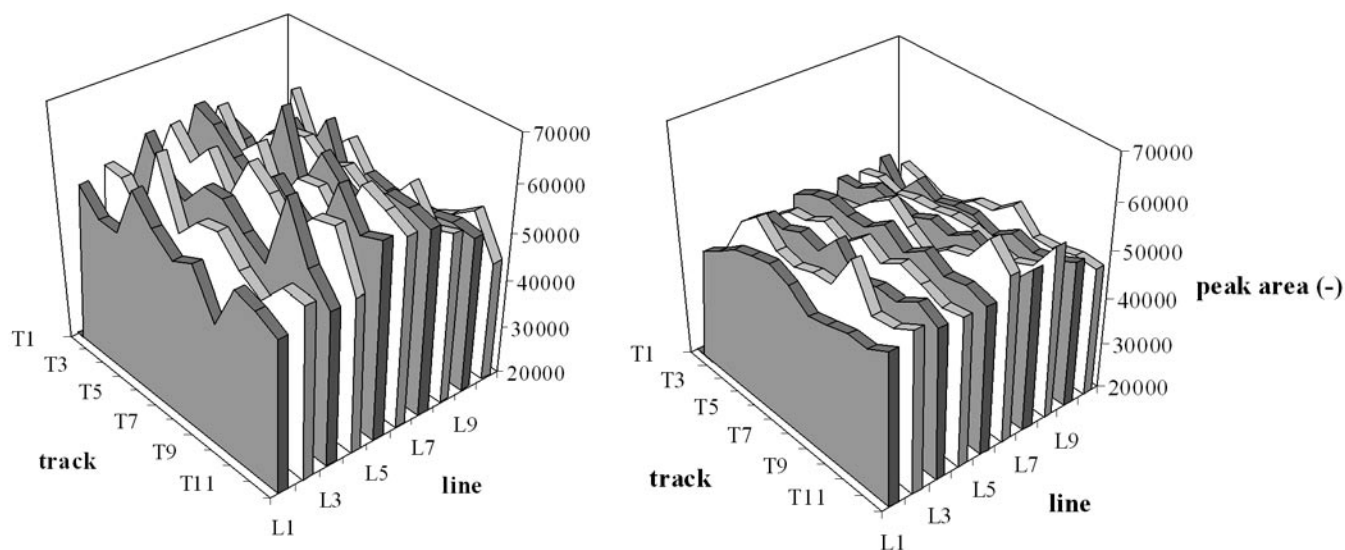 70000
60000
50000
40000
30000
20000
T1
T3
T5
T7
T9
T11
track
L1
L3
L5
L7
L9
line
70000
60000
50000
40000
30000
20000
peak area (-)
T1
T3
T5
T7
T9
T11
track
L1
L3
L5
L7
L9
line